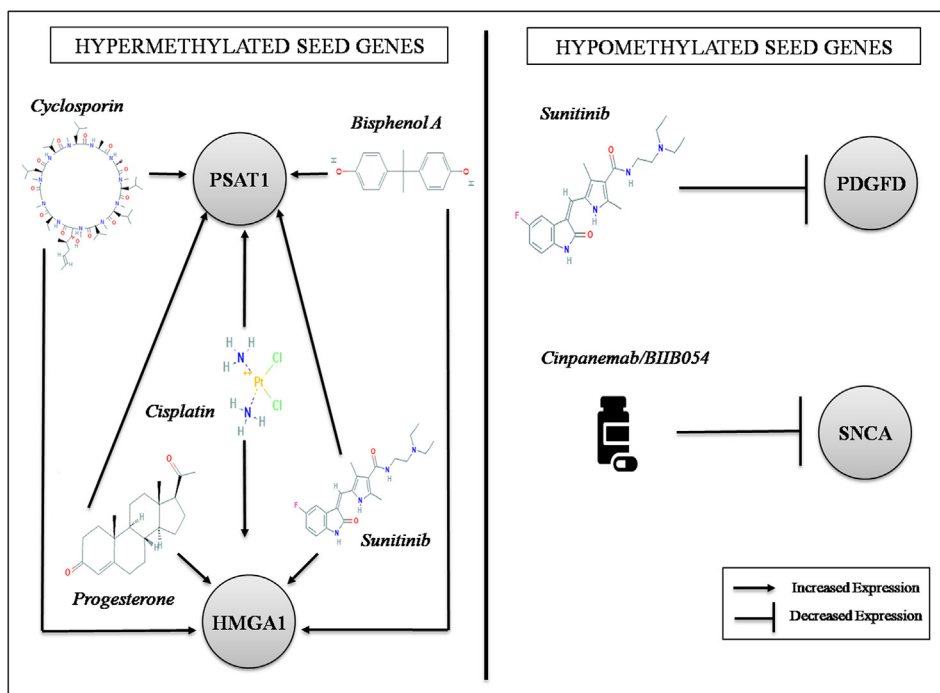 HYPERMETHYLATED SEED GENES
HYPOMETHYLATED SEED GENES
Cyclosporin
Bisphenol A
PSAT1
Cisplatin
Progesterone
Sunitinib
HMGA1
Sunitinib
PDGFD
Cinpanemab/BIIB054
SNCA
Increased Expression
Decreased Expression